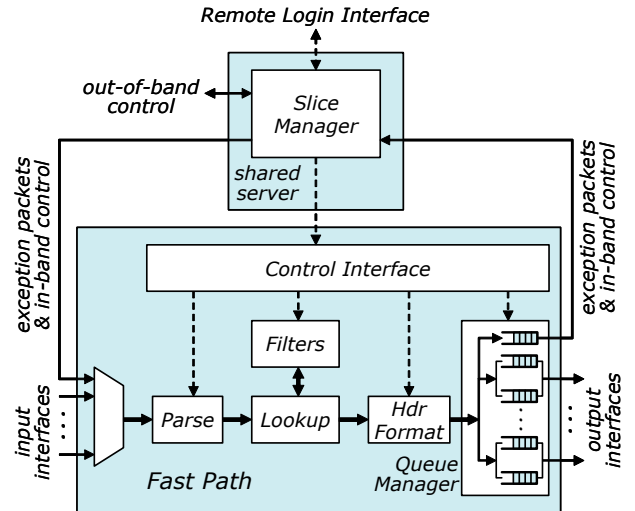 Remote Login Interface
out-of-band
control
Slice
Manager
shared
server
exception packets
& in-band control
exception packets
& in-band control
Control Interface
Filters
Parse
Lookup
Hdr
Format
input
interfaces
output
interfaces
Fast Path
Queue
Manager